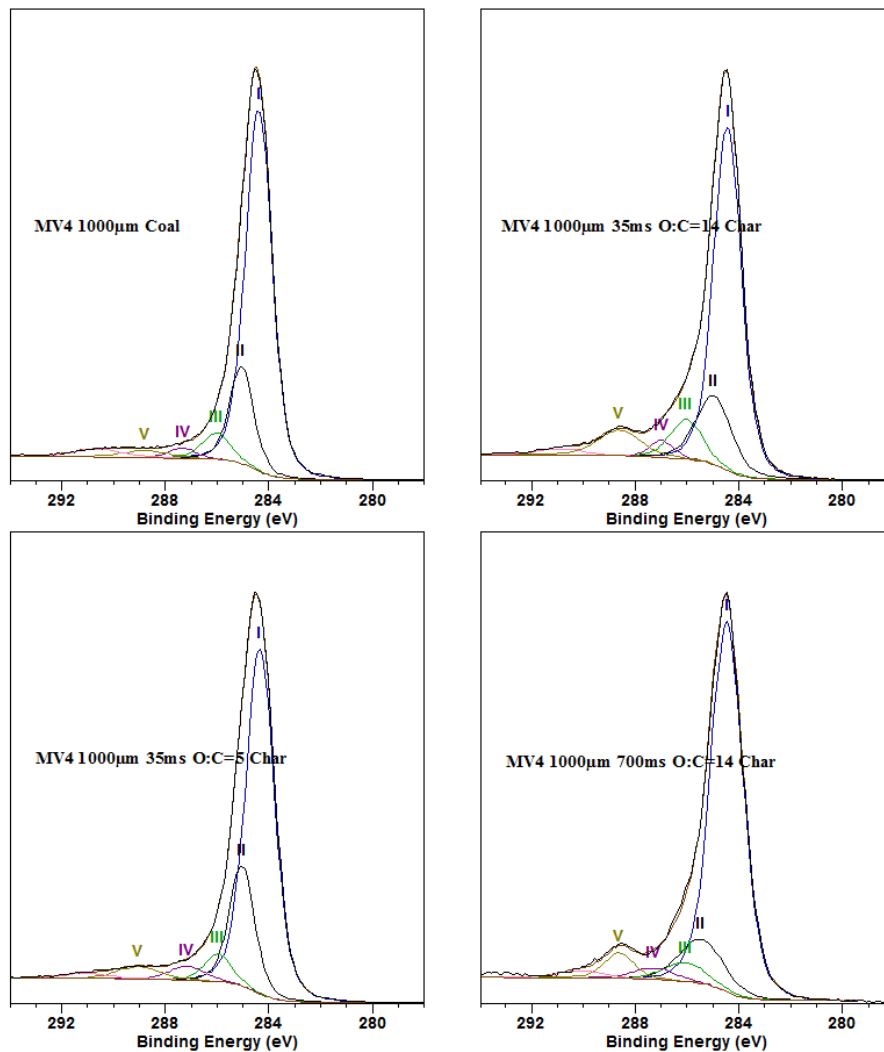 I
II
III
IV
V
MV4 1000µm Coal
292 288 284 280
Binding Energy (eV)
I
II
III
IV
V
MV4 1000µm 35ms O:C=14 Char
292 288 284 280
Binding Energy (eV)
I
II
III
IV
V
MV4 1000µm 35ms O:C=5 Char
292 288 284 280
Binding Energy (eV)
I
II
III
IV
V
MV4 1000µm 700ms O:C=14 Char
292 288 284 280
Binding Energy (eV)